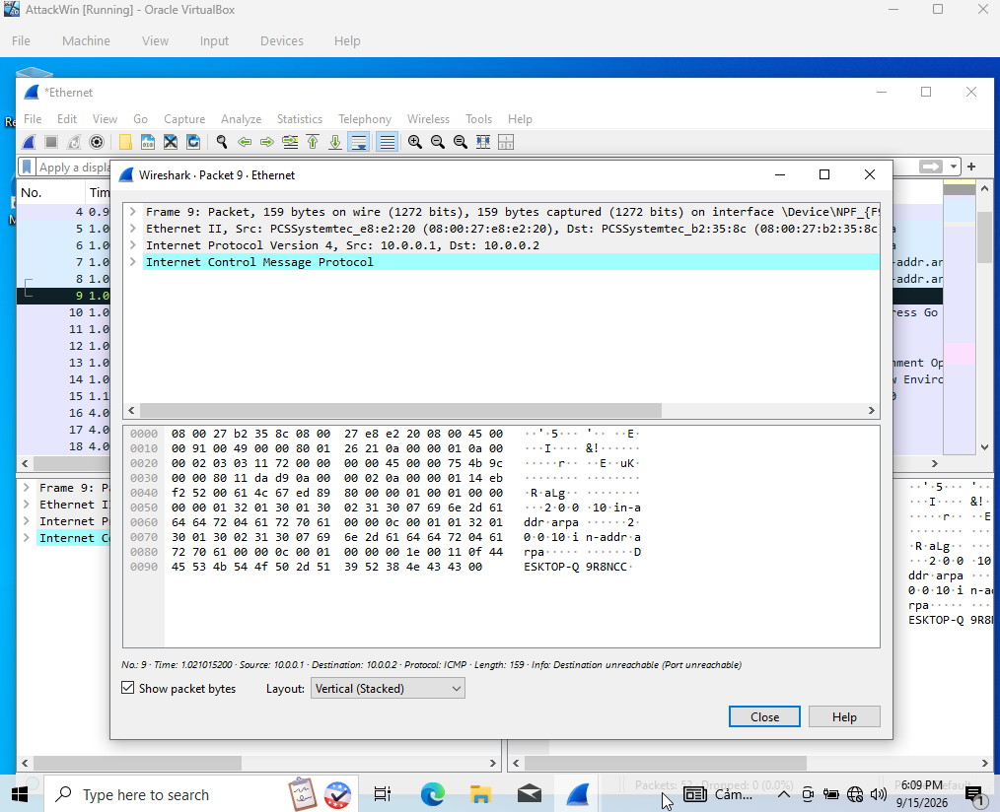 AttackWin [Running] - Oracle VirtualBox
File Machine View Input Devices Help
*Ethernet
File Edit View Go Capture Analyze Statistics Telephony Wireless Tools Help
Apply a displa
Wireshark · Packet 9 · Ethernet
No. Tim
4 0.9
5 1.0
6 1.0
7 1.0
8 1.0
9 1.0
10 1.0
11 1.0
12 1.0
13 1.0
14 1.0
15 1.1
16 4.0
17 4.0
18 4.0
Frame 9: Packet, 159 bytes on wire (1272 bits), 159 bytes captured (1272 bits) on interface \Device\NPF_{F9
Ethernet II, Src: PCSSystemtec_e8:e2:20 (08:00:27:e8:e2:20), Dst: PCSSystemtec_b2:35:8c (08:00:27:b2:35:8c
Internet Protocol Version 4, Src: 10.0.0.1, Dst: 10.0.0.2
Internet Control Message Protocol
a
a
-addr.ar
-addr.ar
ress Go
nment Op
w Enviro
0
0000 08 00 27 b2 35 8c 08 00 27 e8 e2 20 08 00 45 00 ··'·5··· '·· ··E·
0010 00 91 00 49 00 00 80 01 26 21 0a 00 00 01 0a 00 ···I···· &!······
0020 00 02 03 03 11 72 00 00 00 00 45 00 00 75 4b 9c ·····r·· ··E··uK·
0030 00 00 80 11 da d9 0a 00 00 02 0a 00 00 01 14 eb ········ ········
0040 f2 52 00 61 4c 67 ed 89 80 00 00 01 00 01 00 00 ·R·aLg·· ········
0050 00 00 01 32 01 30 01 30 02 31 30 07 69 6e 2d 61 ···2·0·0 ·10·in-a
0060 64 64 72 04 61 72 70 61 00 00 0c 00 01 01 32 01 ddr·arpa ······2·
0070 30 01 30 02 31 30 07 69 6e 2d 61 64 64 72 04 61 0·0·10·i n-addr·a
0080 72 70 61 00 00 0c 00 01 00 00 00 1e 00 11 0f 44 rpa····· ·······D
0090 45 53 4b 54 4f 50 2d 51 39 52 38 4e 43 43 00 ESKTOP-Q 9R8NCC·
Frame 9: P
Ethernet I
Internet P
Internet Co
··'·5··· '··
···I···· &!·
·····r·· ··E
········ ···
·R·aLg·· ···
···2·0·0 ·10
ddr·arpa ···
0·0·10·i n-ad
rpa····· ···
ESKTOP-Q 9R8N
No.: 9 · Time: 1.021015200 · Source: 10.0.0.1 · Destination: 10.0.0.2 · Protocol: ICMP · Length: 159 · Info: Destination unreachable (Port unreachable)
Show packet bytes Layout: Vertical (Stacked)
Close Help
Type here to search
Packets: 52 Dropped: 0 (0.0%)
Cảm...
6:09 PM
9/15/2026
1